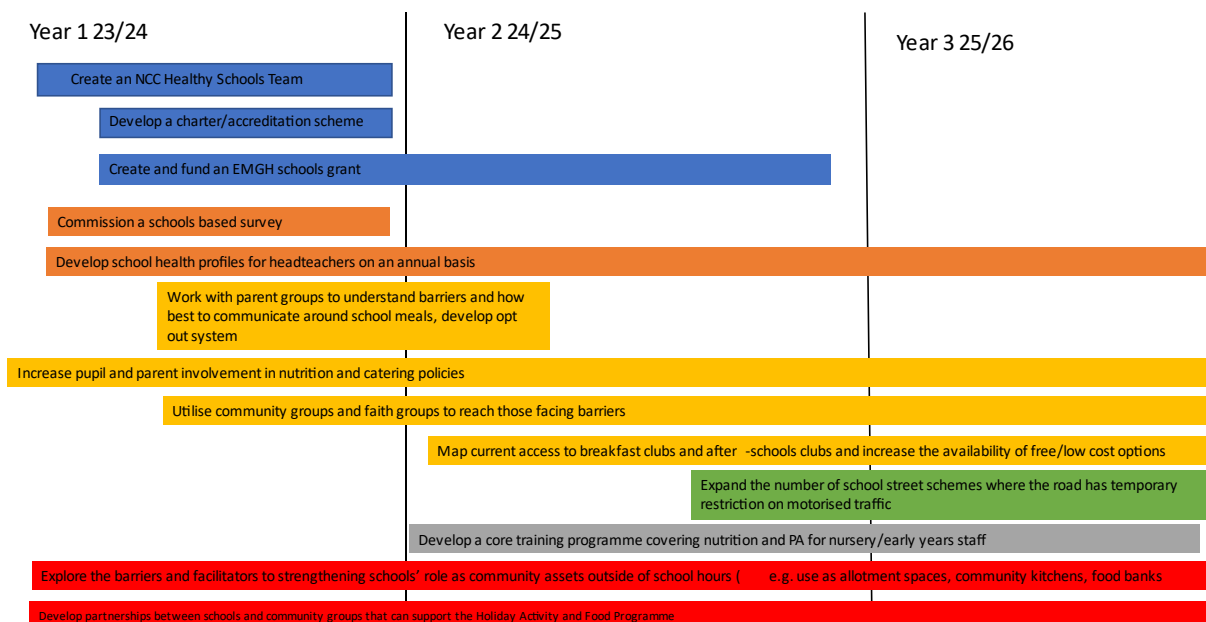 Year 1 23/24
Year 2 24/25
Year 3 25/26
Create an NCC Healthy Schools Team
Develop a charter/accreditation scheme
Create and fund an EMGH schools grant
Commission a schools based survey
Develop school health profiles for headteachers on an annual basis
Work with parent groups to understand barriers and how
best to communicate around school meals, develop opt
out system
Increase pupil and parent involvement in nutrition and catering policies
Utilise community groups and faith groups to reach those facing barriers
Map current access to breakfast clubs and after -schools clubs and increase the availability of free/low cost options
Expand the number of school street schemes where the road has temporary
restriction on motorised traffic
Develop a core training programme covering nutrition and PA for nursery/early years staff
Explore the barriers and facilitators to strengthening schools' role as community assets outside of school hours ( e.g. use as allotment spaces, community kitchens, food banks
Develop partnerships between schools and community groups that can support the Holiday Activity and Food Programme